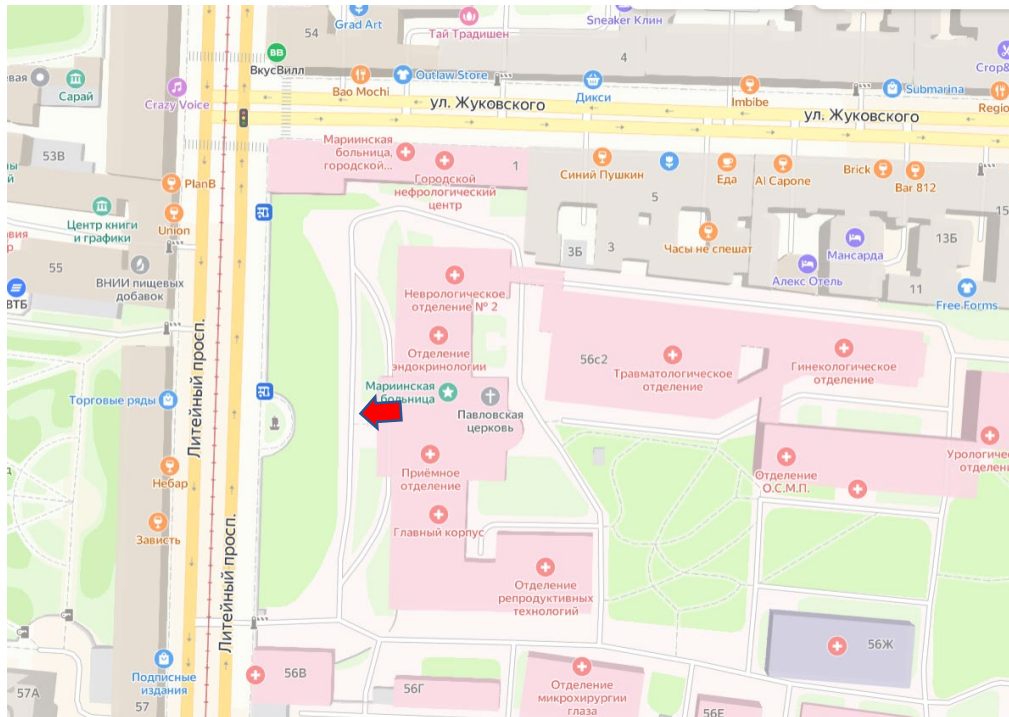 54
Grad Art
Тай Традишен
Sneaker Клин
4
ВкусВилл
Сарай
Crazy Voice
Bao Mochi
Outlaw Store
Дикси
Imbibe
Submarina
ул. Жуковского
ул. Жуковского
53В
PlanB
Union
Центр книги
и графики
55
ВНИИ пищевых
добавок
ВТБ
Мариинская
больница,
городской...
Городской
нефрологический
центр
1
Синий Пушкин
5
Еда
Al Capone
Brick
Bar 812
3Б
3
Часы не спешат
Мансарда
Алекс Отель
13Б
11
15
Free Forms
Неврологическое
отделение № 2
Отделение
эндокринологии
Мариинская
больница
Павловская
церковь
Приёмное
отделение
Главный корпус
56с2
Травматологическое
отделение
Гинекологическое
отделение
Отделение
О.С.М.П.
Отделение
репродуктивных
технологий
Литейный просп.
Литейный просп.
Торговые ряды
Небар
Зависть
Подписные
издания
57А
57
56В
56Г
Отделение
микрохирургии
глаза
56Е
56Ж